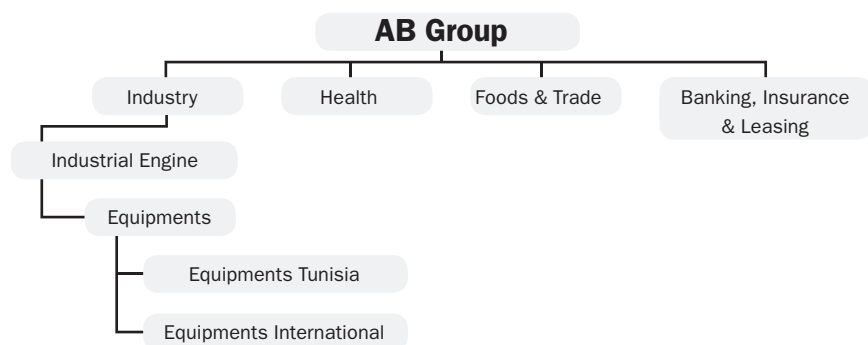 AB Group
Industry
Health
Foods & Trade
Banking, Insurance
& Leasing
Industrial Engine
Equipments
Equipments Tunisia
Equipments International